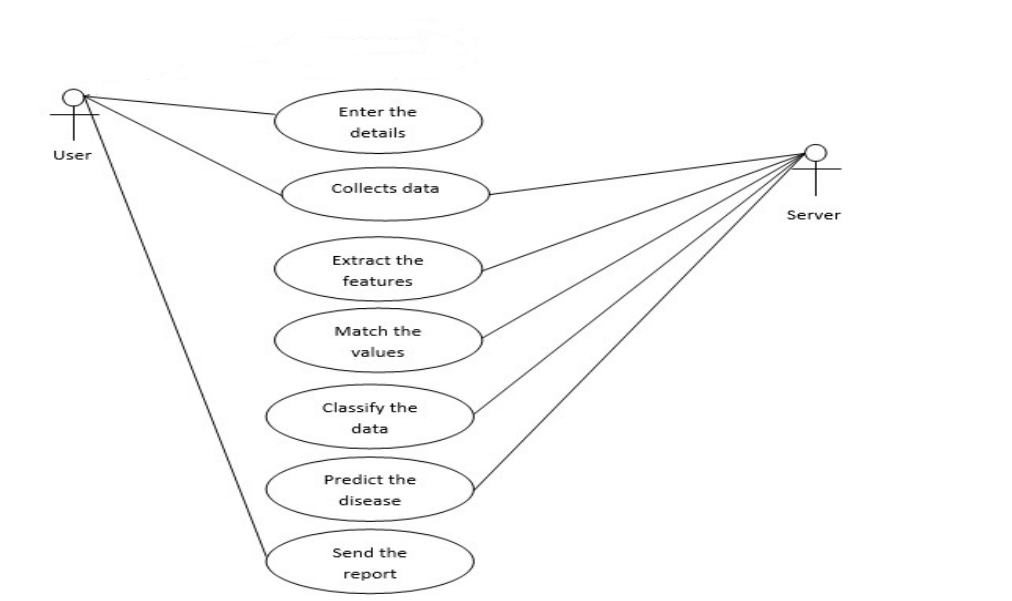 Enter the
details
User
Collects data
Server
Extract the
features
Match the
values
Classify the
data
Predict the
disease
Send the
report